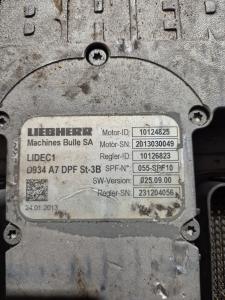 LIEBHERR
Machines Bulle SA
LIDEC1
D934 A7 DPF St-3B
24.01.2013
Motor-ID: 10124825
Motor-SN: 2013030049
Regler-ID: 10126823
SPF-N°: 055-SPF10
SW-Version: 025.09.00
Regler-SN: 231204056